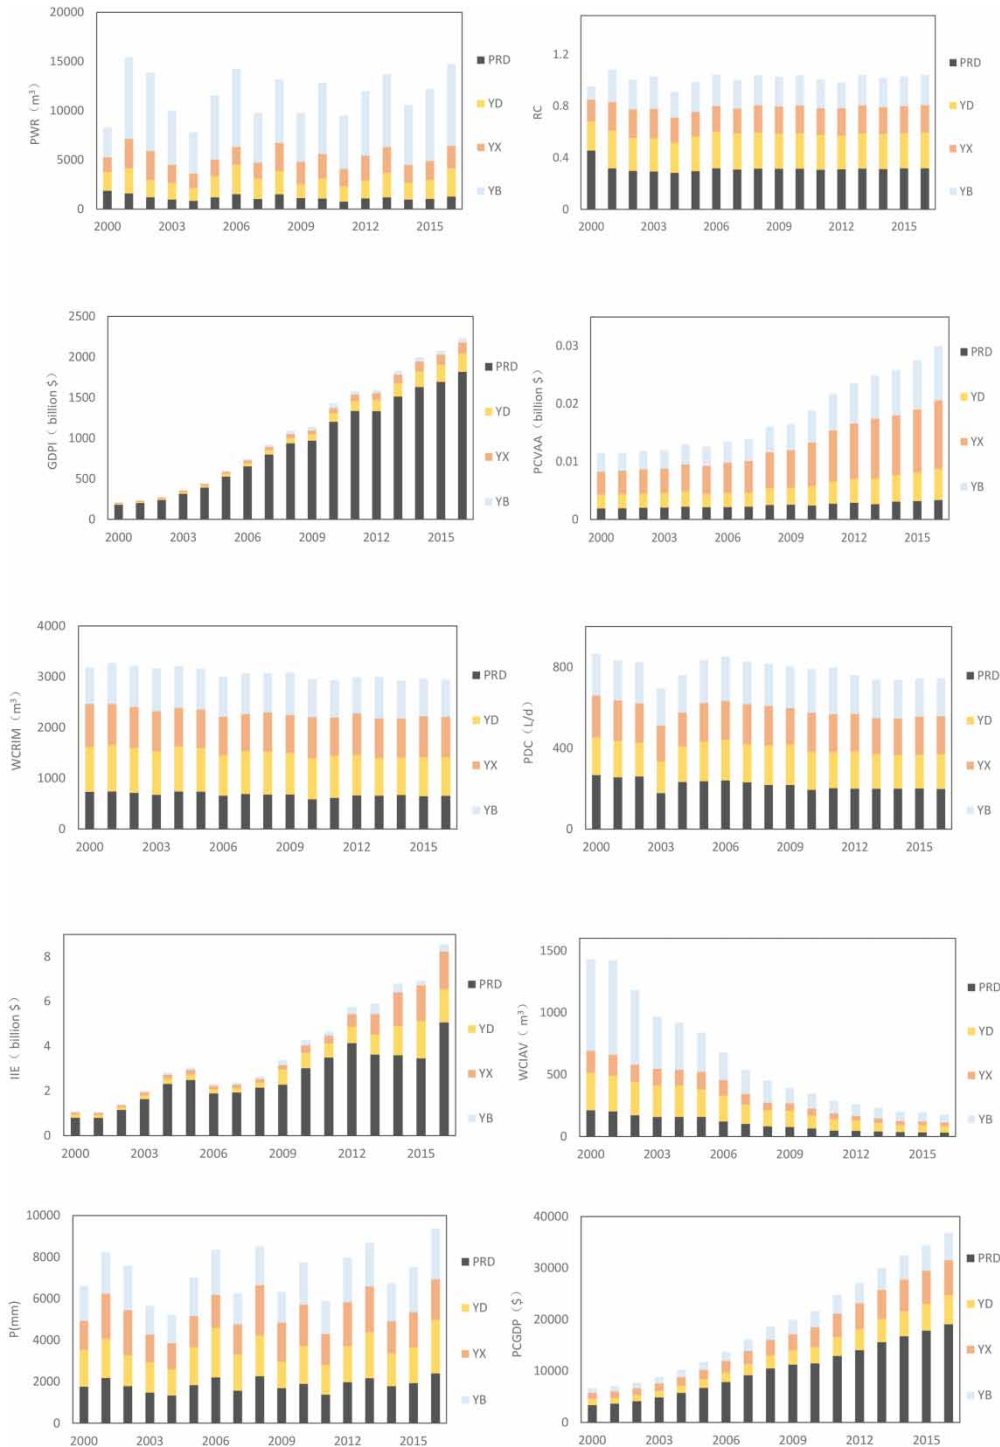 PWR ( m³)
20000
15000
10000
5000
0
2000 2003 2006 2009 2012 2015
PRD
YD
YX
YB
RC
1.2
0.8
0.4
0
2000 2003 2006 2009 2012 2015
PRD
YD
YX
YB
GDPI ( billion $)
2500
2000
1500
1000
500
0
2000 2003 2006 2009 2012 2015
PRD
YD
YX
YB
PCVAA ( billion $)
0.03
0.02
0.01
0
2000 2003 2006 2009 2012 2015
PRD
YD
YX
YB
WCRIM ( m³)
4000
3000
2000
1000
0
2000 2003 2006 2009 2012 2015
PRD
YD
YX
YB
PDC ( L/d)
800
400
0
2000 2003 2006 2009 2012 2015
PRD
YD
YX
YB
IIE ( billion $)
8
6
4
2
0
2000 2003 2006 2009 2012 2015
PRD
YD
YX
YB
WCIAV ( m³)
1500
1000
500
0
2000 2003 2006 2009 2012 2015
PRD
YD
YX
YB
P(mm)
10000
8000
6000
4000
2000
0
2000 2003 2006 2009 2012 2015
PRD
YD
YX
YB
PCGDP ($)
40000
30000
20000
10000
0
2000 2003 2006 2009 2012 2015
PRD
YD
YX
YB